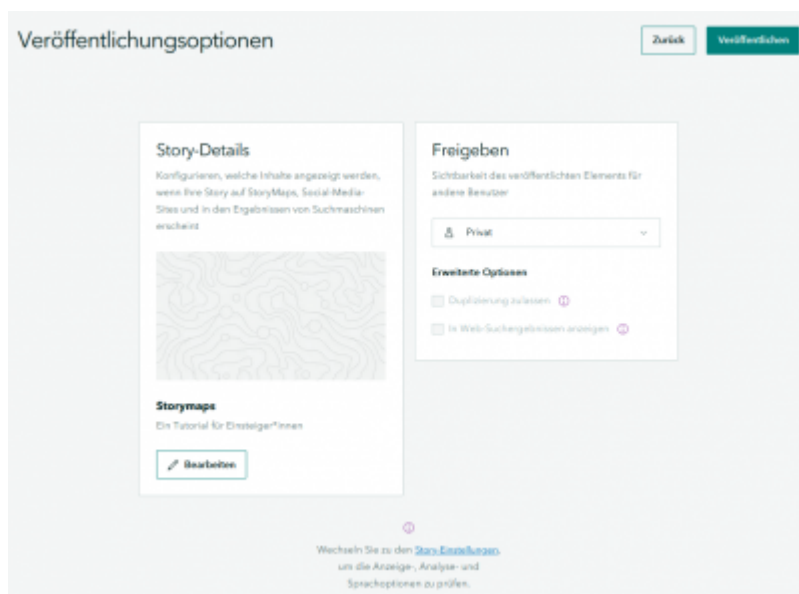 Veröffentlichungsoptionen
Zurück
Veröffentlichen
Story-Details
Konfigurieren, welche Inhalte angezeigt werden,
wenn Ihre Story auf StoryMaps, Social-Media-
Sites und in den Ergebnissen von Suchmaschinen
erscheint
Storymaps
Ein Tutorial für Einsteiger*innen
Bearbeiten
Freigeben
Sichtbarkeit des veröffentlichten Elements für
andere Benutzer
Privat
Erweiterte Optionen
Duplizierung zulassen
In Web-Suchergebnissen anzeigen
Wechseln Sie zu den Story-Einstellungen,
um die Anzeige-, Analyse- und
Sprachoptionen zu prüfen.